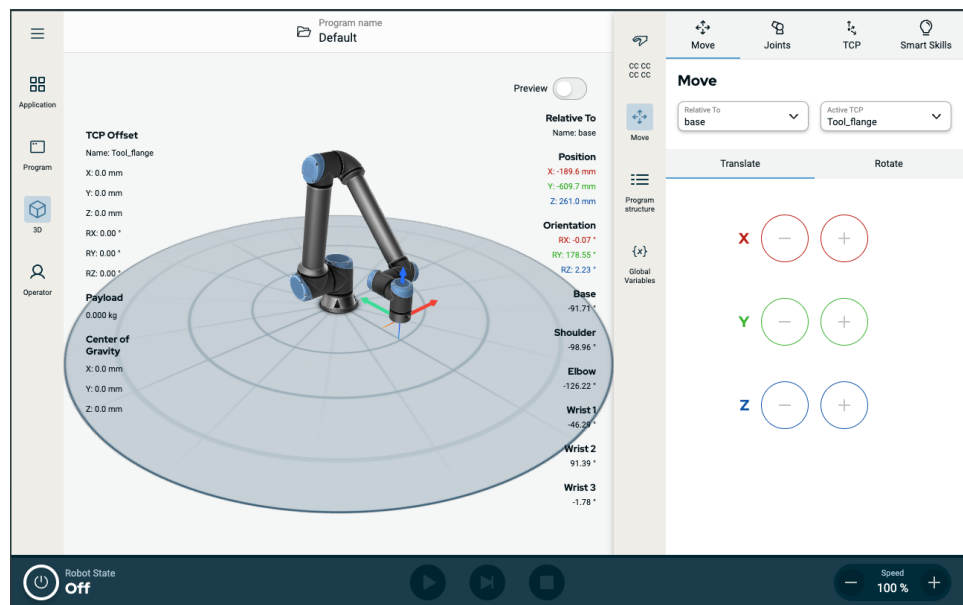 Program name
Default
Application
Program
3D
Operator
Preview
TCP Offset
Name: Tool_flange
X: 0.0 mm
Y: 0.0 mm
Z: 0.0 mm
RX: 0.00 °
RY: 0.00 °
RZ: 0.00 °
Payload
0.000 kg
Center of
Gravity
X: 0.0 mm
Y: 0.0 mm
Z: 0.0 mm
Relative To
Name: base
Position
X: -189.6 mm
Y: -609.7 mm
Z: 261.0 mm
Orientation
RX: -0.07 °
RY: 178.55 °
RZ: 2.23 °
Base
-91.71 °
Shoulder
-98.96 °
Elbow
-126.22 °
Wrist 1
-46.29 °
Wrist 2
91.39 °
Wrist 3
-1.78 °
CC CC
CC CC
Move
Program
structure
{x}
Global
Variables
Move
Joints
TCP
Smart Skills
Move
Relative To
base
Active TCP
Tool_flange
Translate
Rotate
X
Y
Z
Robot State
Off
Speed
100 %